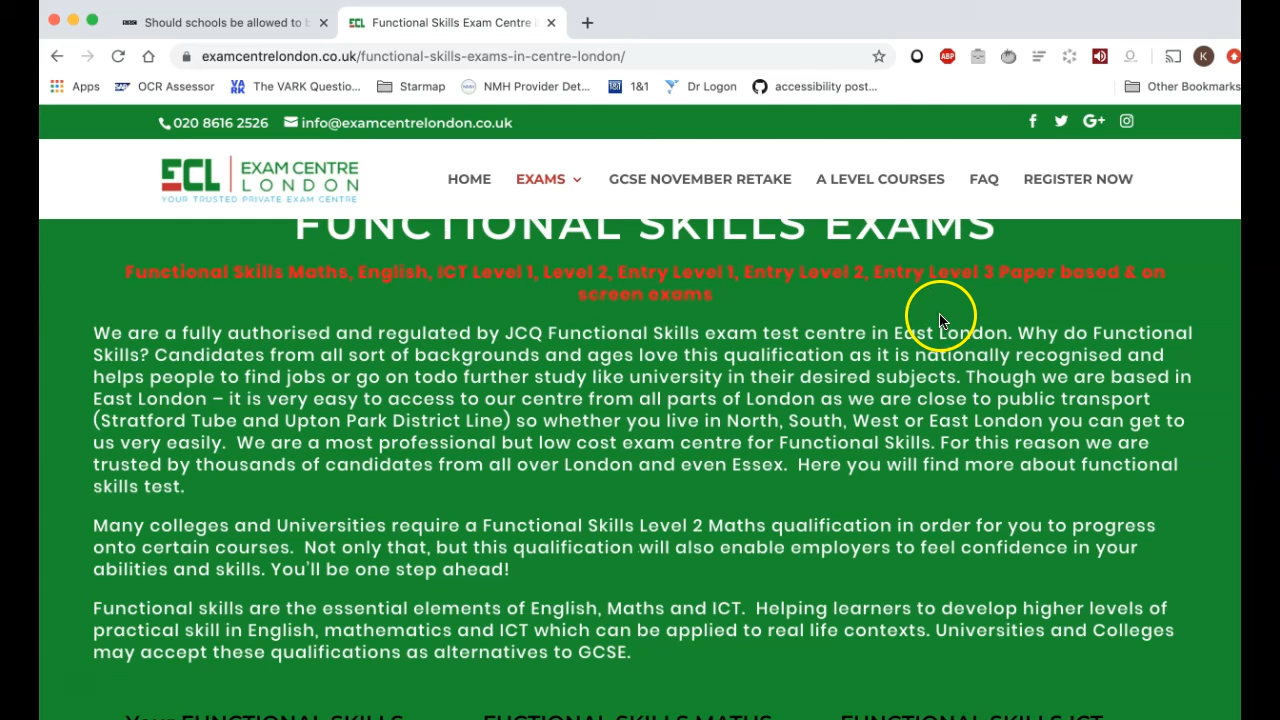 Should schools be allowed to b
Functional Skills Exam Centre i
examcentrelondon.co.uk/functional-skills-exams-in-centre-london/
ABP
K
Apps
OCR Assessor
VA RK The VARK Questio...
Starmap
NMH Provider Det...
1&1
Dr Logon
accessibility post...
Other Bookmarks
020 8616 2526 info@examcentrelondon.co.uk
G+
ECL EXAM CENTRE
LONDON
YOUR TRUSTED PRIVATE EXAM CENTRE
HOME EXAMS GCSE NOVEMBER RETAKE A LEVEL COURSES FAQ REGISTER NOW
FUNCTIONAL SKILLS EXAMS
Functional Skills Maths, English, ICT Level 1, Level 2, Entry Level 1, Entry Level 2, Entry Level 3 Paper based & on
screen exams
We are a fully authorised and regulated by JCQ Functional Skills exam test centre in East London. Why do Functional
Skills? Candidates from all sort of backgrounds and ages love this qualification as it is nationally recognised and
helps people to find jobs or go on todo further study like university in their desired subjects. Though we are based in
East London – it is very easy to access to our centre from all parts of London as we are close to public transport
(Stratford Tube and Upton Park District Line) so whether you live in North, South, West or East London you can get to
us very easily.  We are a most professional but low cost exam centre for Functional Skills. For this reason we are
trusted by thousands of candidates from all over London and even Essex.  Here you will find more about functional
skills test.
Many colleges and Universities require a Functional Skills Level 2 Maths qualification in order for you to progress
onto certain courses.  Not only that, but this qualification will also enable employers to feel confidence in your
abilities and skills. You'll be one step ahead!
Functional skills are the essential elements of English, Maths and ICT.  Helping learners to develop higher levels of
practical skill in English, mathematics and ICT which can be applied to real life contexts. Universities and Colleges
may accept these qualifications as alternatives to GCSE.
Your FUNCTIONAL SKILLS FUCTIONAL SKILLS MATHS FUNCTIONAL SKILLS ICT